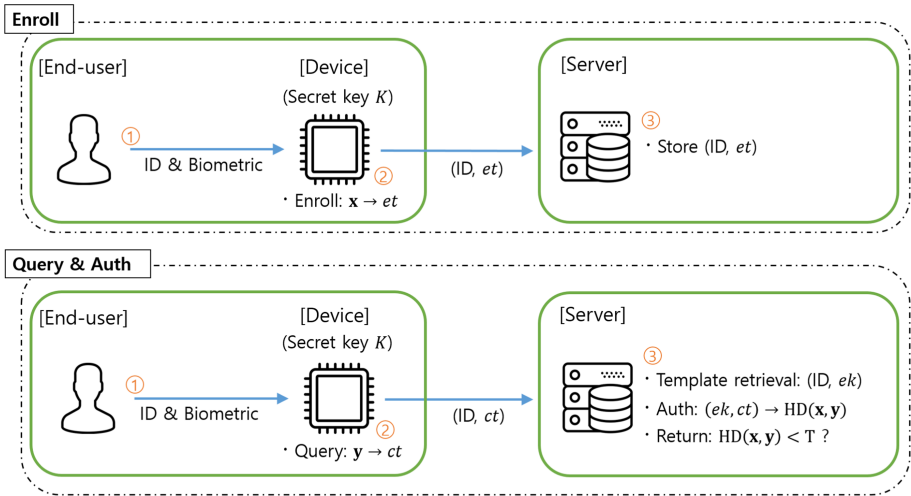 Enroll
[End-user]
[Device]
(Secret key K)
[Server]
①
ID & Biometric
②
· Enroll: x → et
(ID, et)
③
· Store (ID, et)
Query & Auth
[End-user]
[Device]
(Secret key K)
[Server]
①
ID & Biometric
②
· Query: y → ct
(ID, ct)
③
· Template retrieval: (ID, ek)
· Auth: (ek, ct) → HD(x, y)
· Return: HD(x, y) < T ?